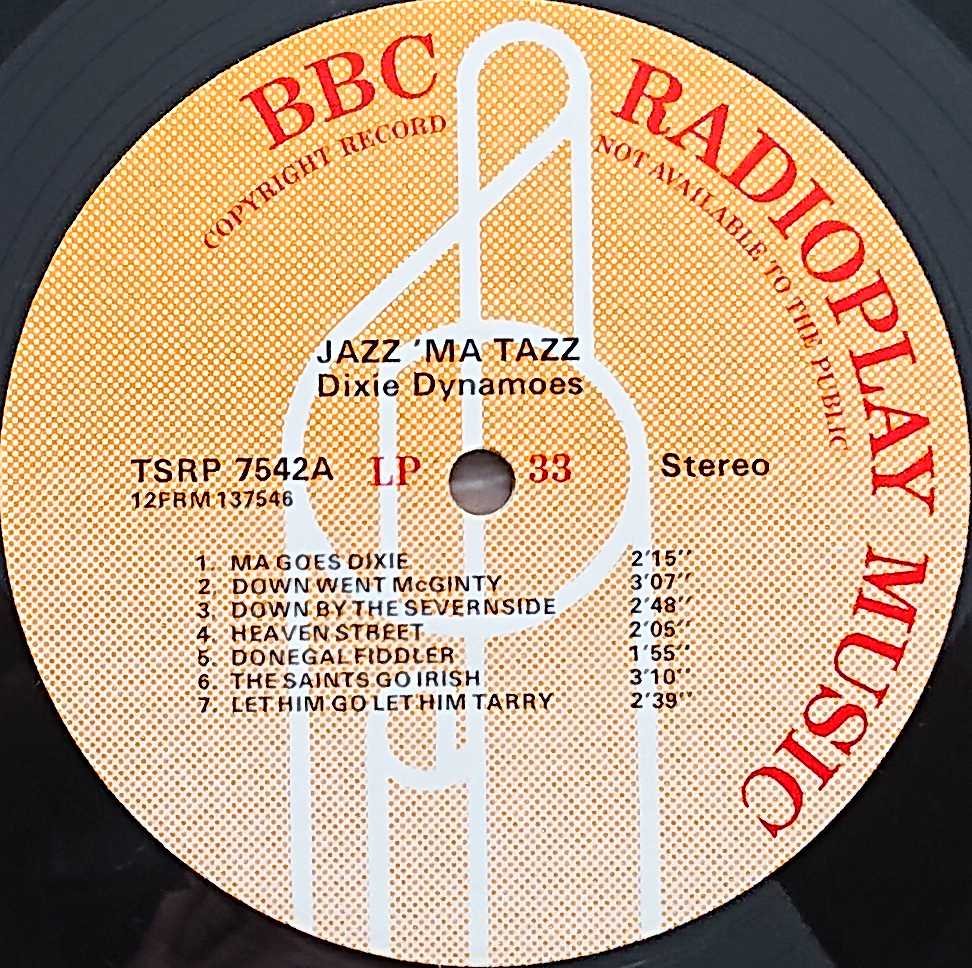 BBC RADIOPLAY MUSIC
COPYRIGHT RECORD NOT AVAILABLE TO THE PUBLIC
JAZZ 'MA TAZZ
Dixie Dynamoes
TSRP 7542A LP 33 Stereo
12FRM137546
1. MA GOES DIXIE 2'15''
2. DOWN WENT McGINTY 3'07''
3. DOWN BY THE SEVERNSIDE 2'48''
4. HEAVEN STREET 2'05''
5. DONEGAL FIDDLER 1'55''
6. THE SAINTS GO IRISH 3'10''
7. LET HIM GO LET HIM TARRY 2'39''